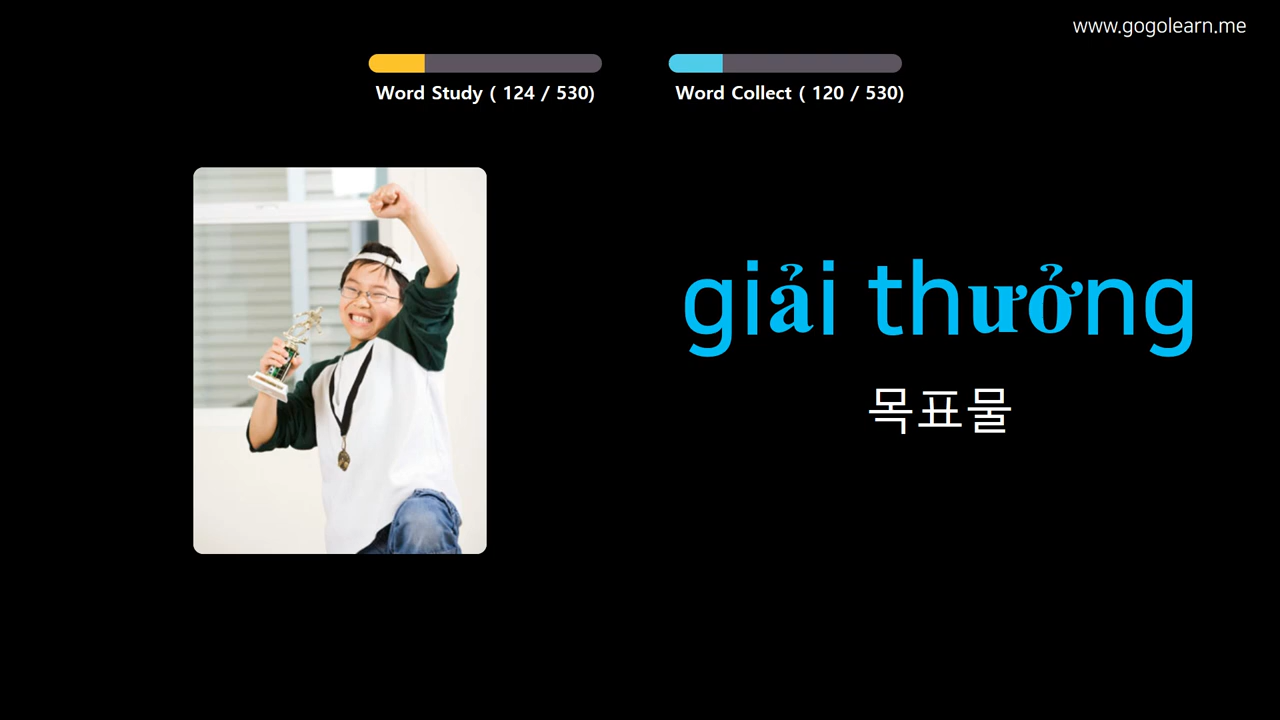 www.gogolearn.me
Word Study ( 124 / 530)
Word Collect ( 120 / 530)
giải thưởng
목표물